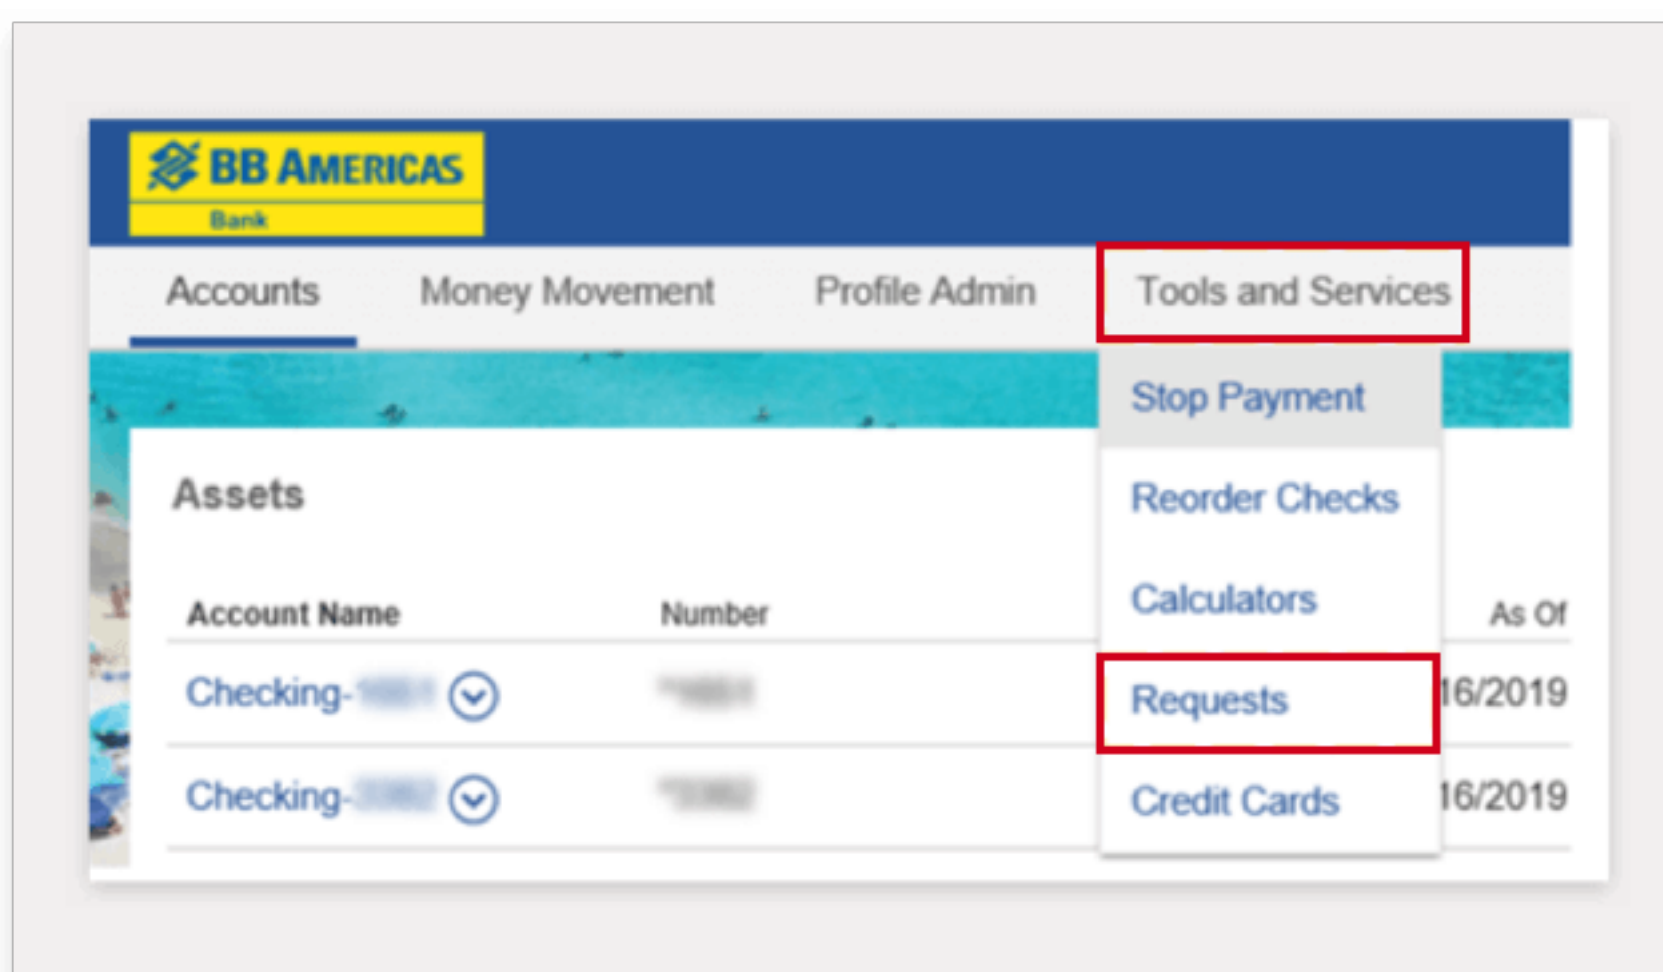 BB AMERICAS
Bank
Accounts Money Movement Profile Admin Tools and Services
Stop Payment
Reorder Checks
Calculators
Requests
Credit Cards
Assets
Account Name Number As Of
Checking- 16/2019
Checking- 16/2019